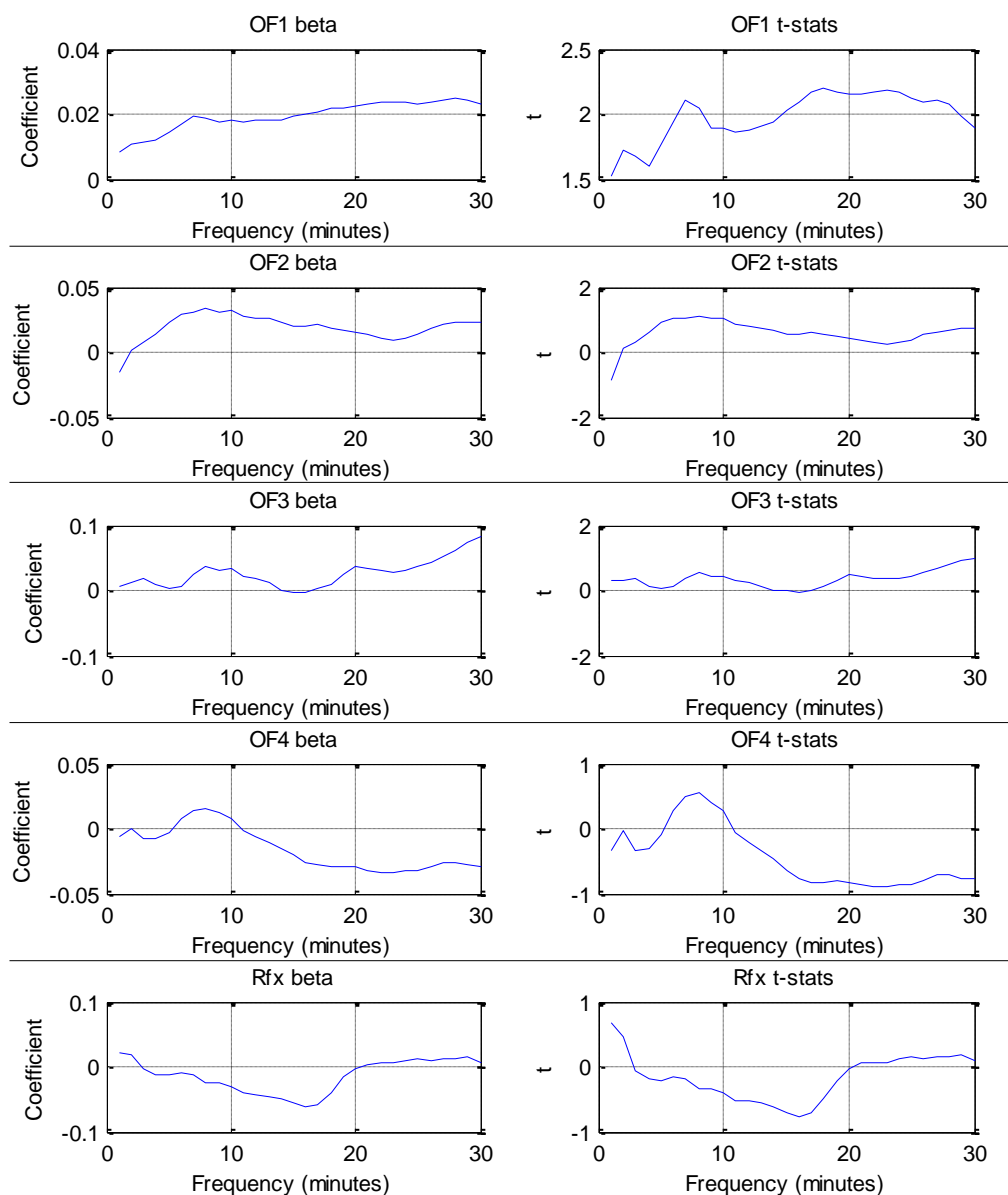 OF1 beta
0.04
0.02
0
Coefficient
0 10 20 30
Frequency (minutes)
OF1 t-stats
2.5
2
1.5
t
0 10 20 30
Frequency (minutes)
OF2 beta
0.05
0
-0.05
Coefficient
0 10 20 30
Frequency (minutes)
OF2 t-stats
2
0
-2
t
0 10 20 30
Frequency (minutes)
OF3 beta
0.1
0
-0.1
Coefficient
0 10 20 30
Frequency (minutes)
OF3 t-stats
2
0
-2
t
0 10 20 30
Frequency (minutes)
OF4 beta
0.05
0
-0.05
Coefficient
0 10 20 30
Frequency (minutes)
OF4 t-stats
1
0
-1
t
0 10 20 30
Frequency (minutes)
Rfx beta
0.1
0
-0.1
Coefficient
0 10 20 30
Frequency (minutes)
Rfx t-stats
1
0
-1
t
0 10 20 30
Frequency (minutes)